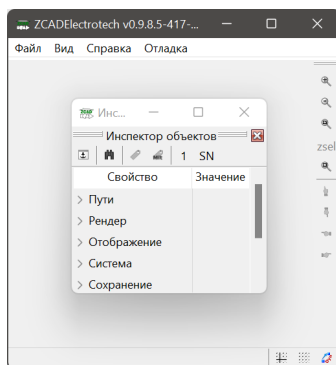 ZCADElectrotech v0.9.8.5-417-...
Файл Вид Справка Отладка
Инс...
Инспектор объектов
1 SN
Свойство Значение
Пути
Рендер
Отображение
Система
Сохранение
zsel